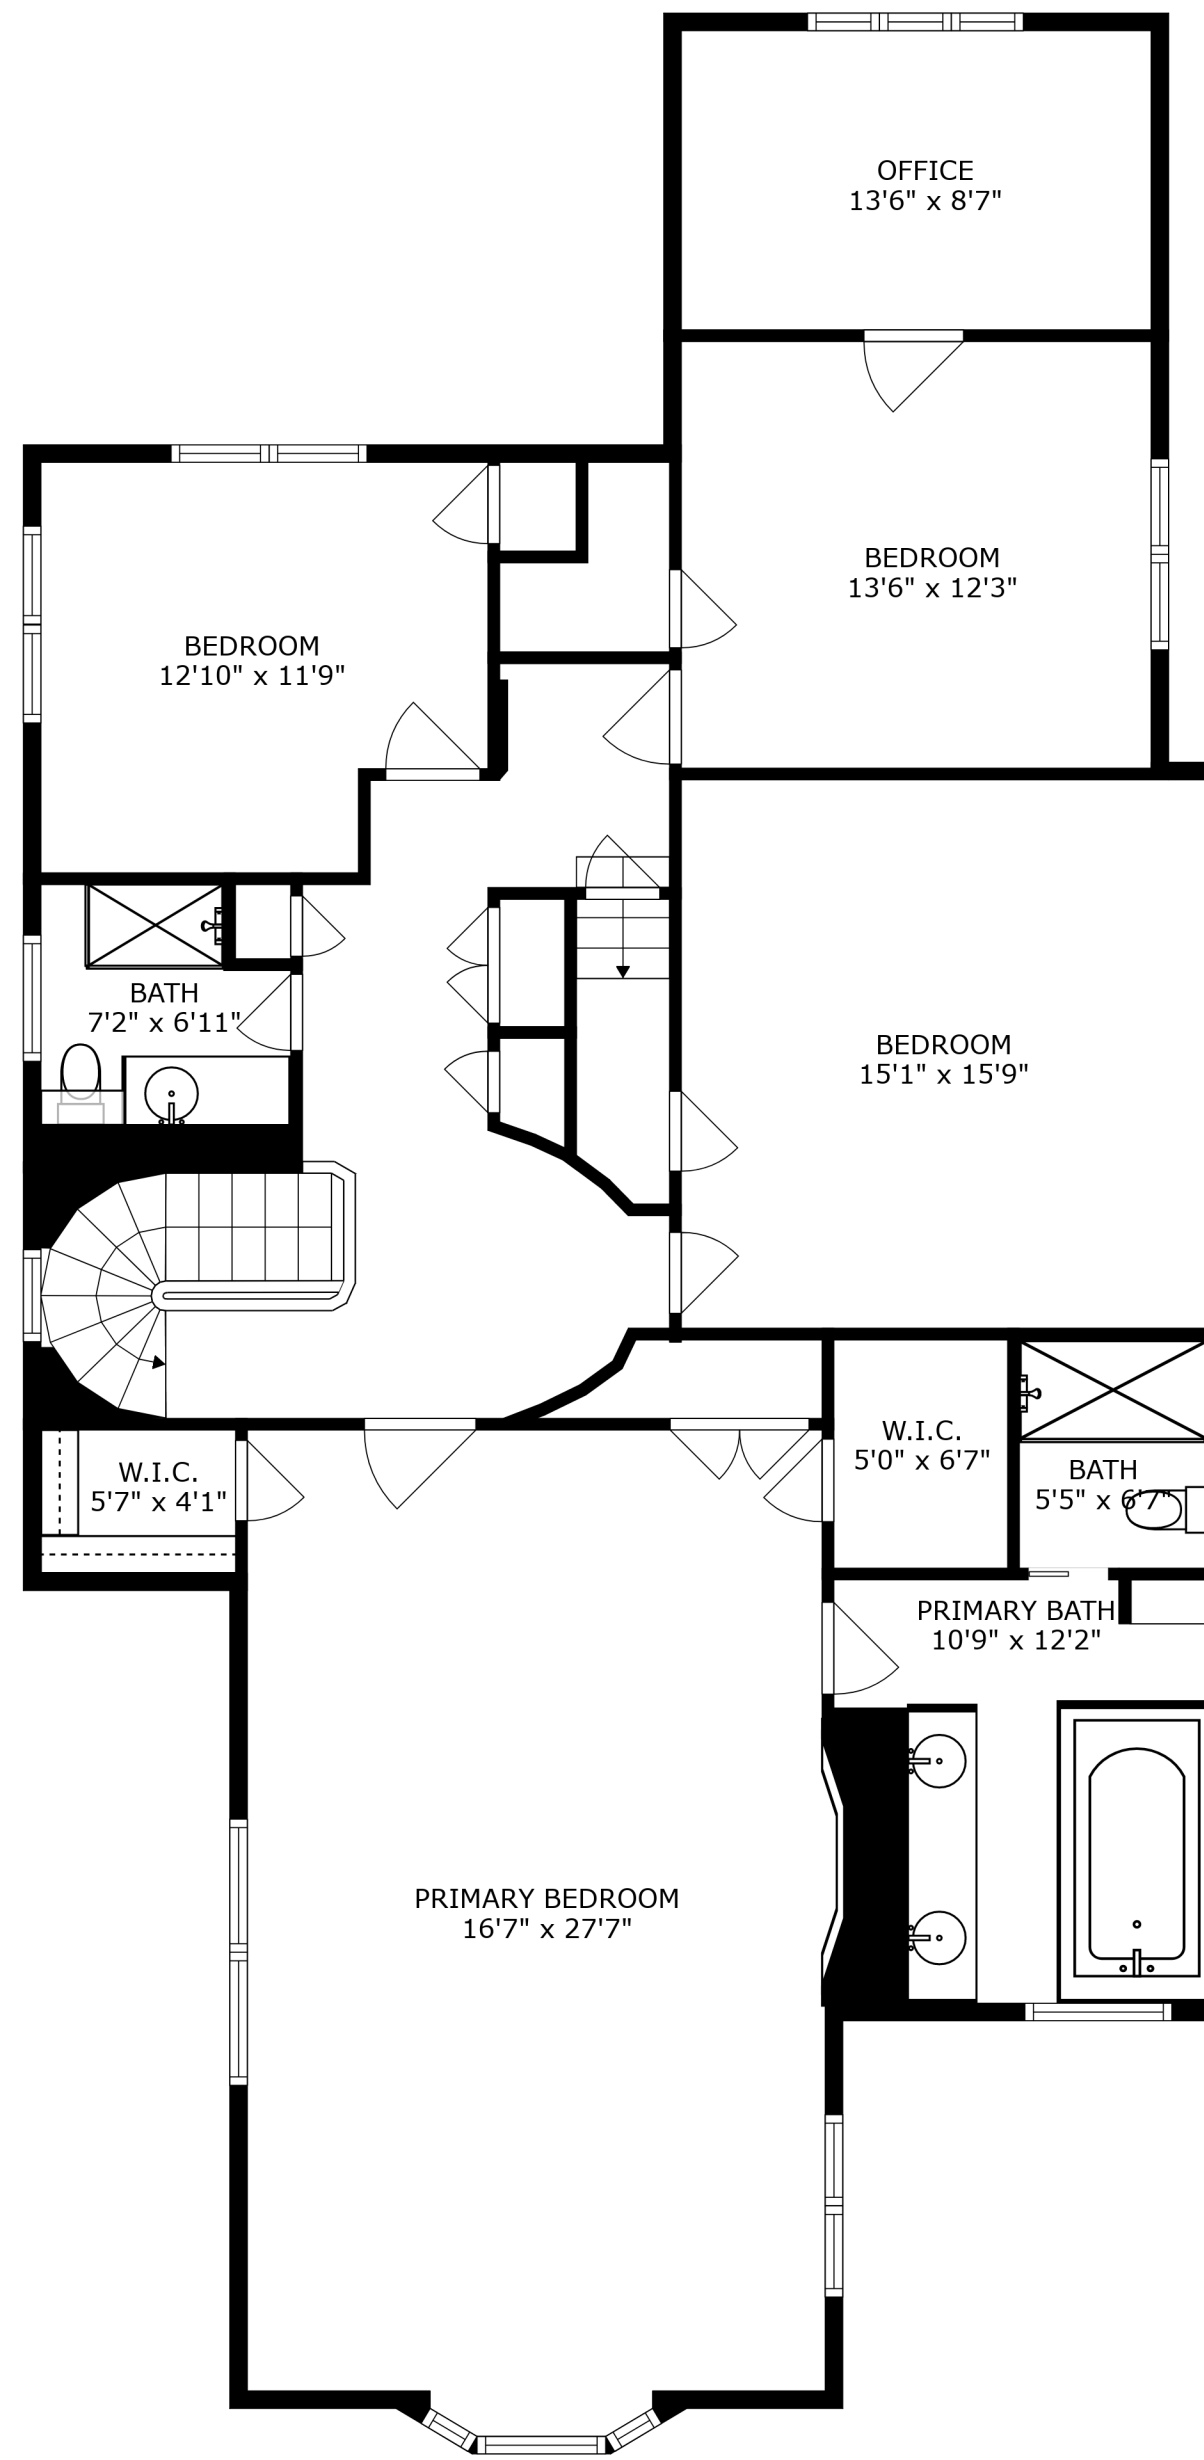 OFFICE
13'6" x 8'7"
BEDROOM
13'6" x 12'3"
BEDROOM
12'10" x 11'9"
BATH
7'2" x 6'11"
BEDROOM
15'1" x 15'9"
W.I.C.
5'0" x 6'7"
BATH
5'5" x 6'7"
W.I.C.
5'7" x 4'1"
PRIMARY BATH
10'9" x 12'2"
PRIMARY BEDROOM
16'7" x 27'7"